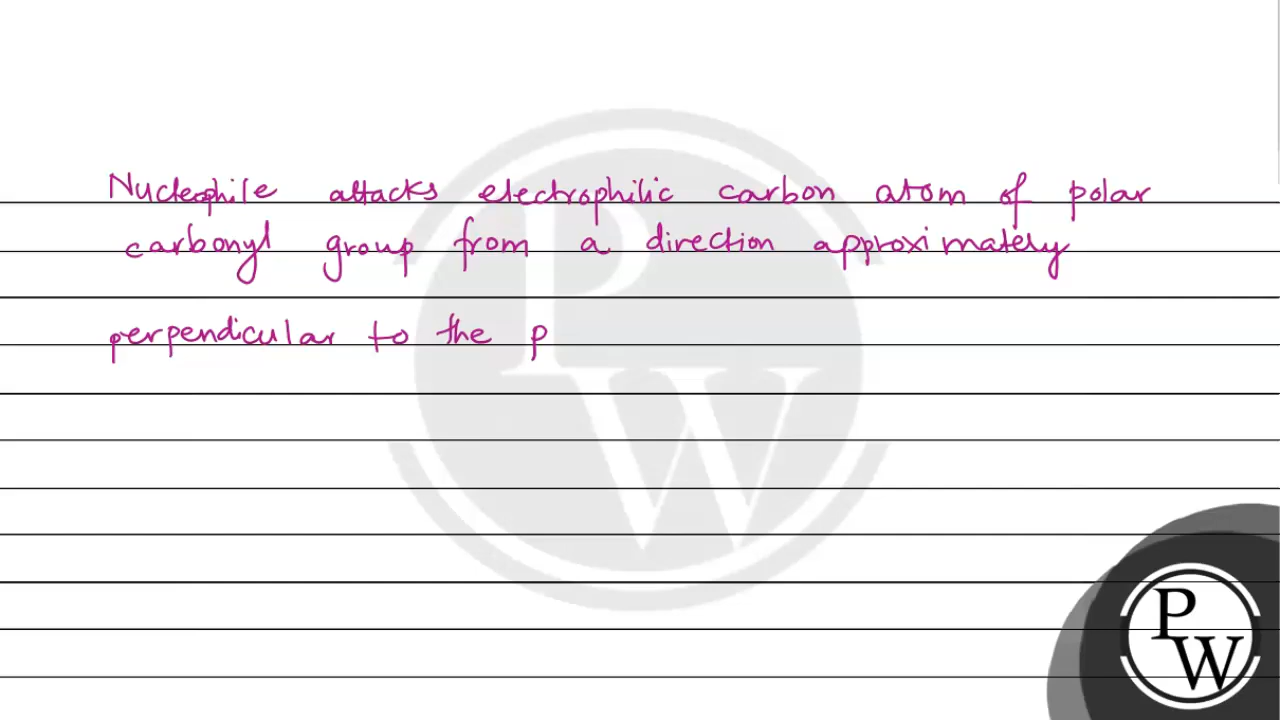 Nucleophile attacks electrophilic carbon atom of polar
carbonyl group from a direction approximately
perpendicular to the p
P
W
P
W